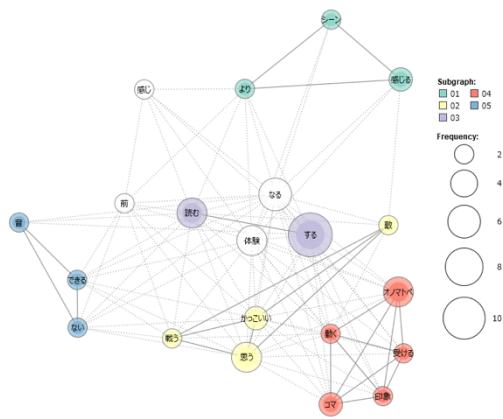 シーン
感じる
より
感じ
Subgraph:
01 04
02 05
03
Frequency:
2
4
6
8
10
なる
前
読む
する
体験
敵
音
できる
ない
オノマトペ
かっこいい
動く
戦う
受ける
思う
印象
コマ